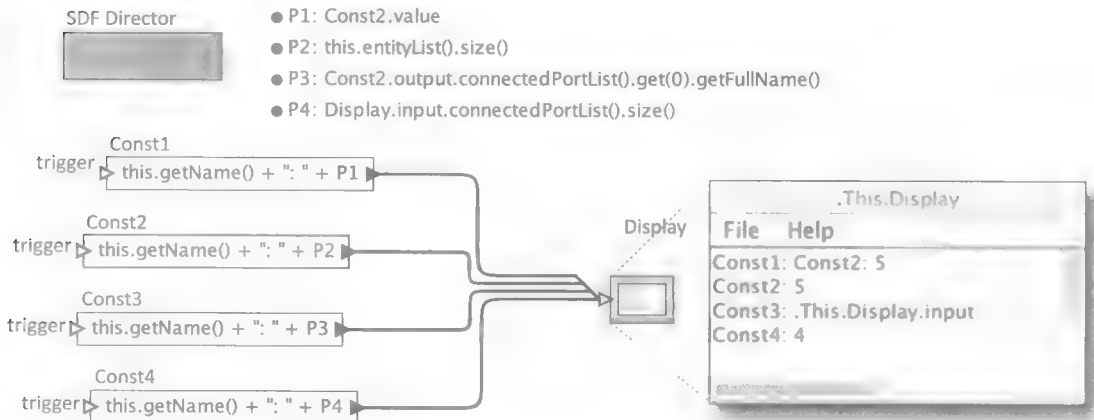 SDF Director
P1: Const2.value
P2: this.entityList().size()
P3: Const2.output.connectedPortList().get(0).getFullName()
P4: Display.input.connectedPortList().size()
Const1
trigger
this.getName() + ": " + P1
Const2
trigger
this.getName() + ": " + P2
Const3
trigger
this.getName() + ": " + P3
Const4
trigger
this.getName() + ": " + P4
Display
.This.Display
File Help
Const1: Const2: 5
Const2: 5
Const3: .This.Display.input
Const4: 4